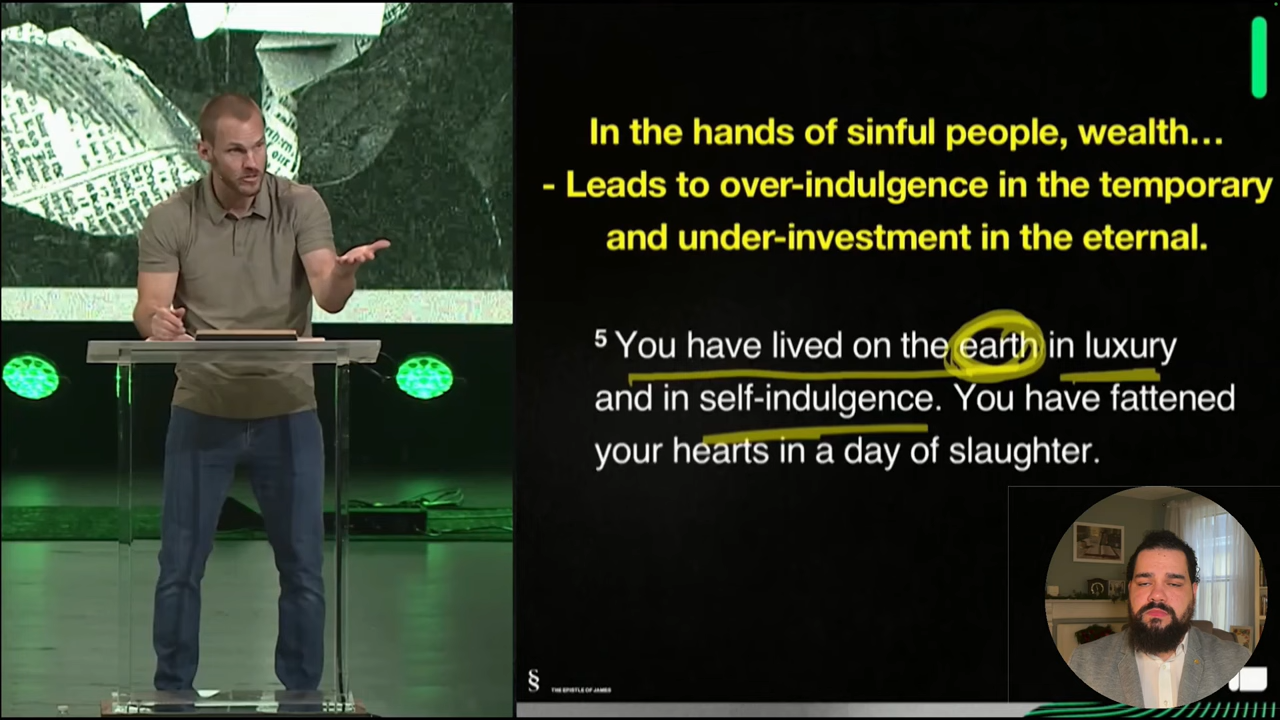 In the hands of sinful people, wealth...
- Leads to over-indulgence in the temporary
and under-investment in the eternal.
5 You have lived on the earth in luxury
and in self-indulgence. You have fattened
your hearts in a day of slaughter.
§ THE EPISTLE OF JAMES